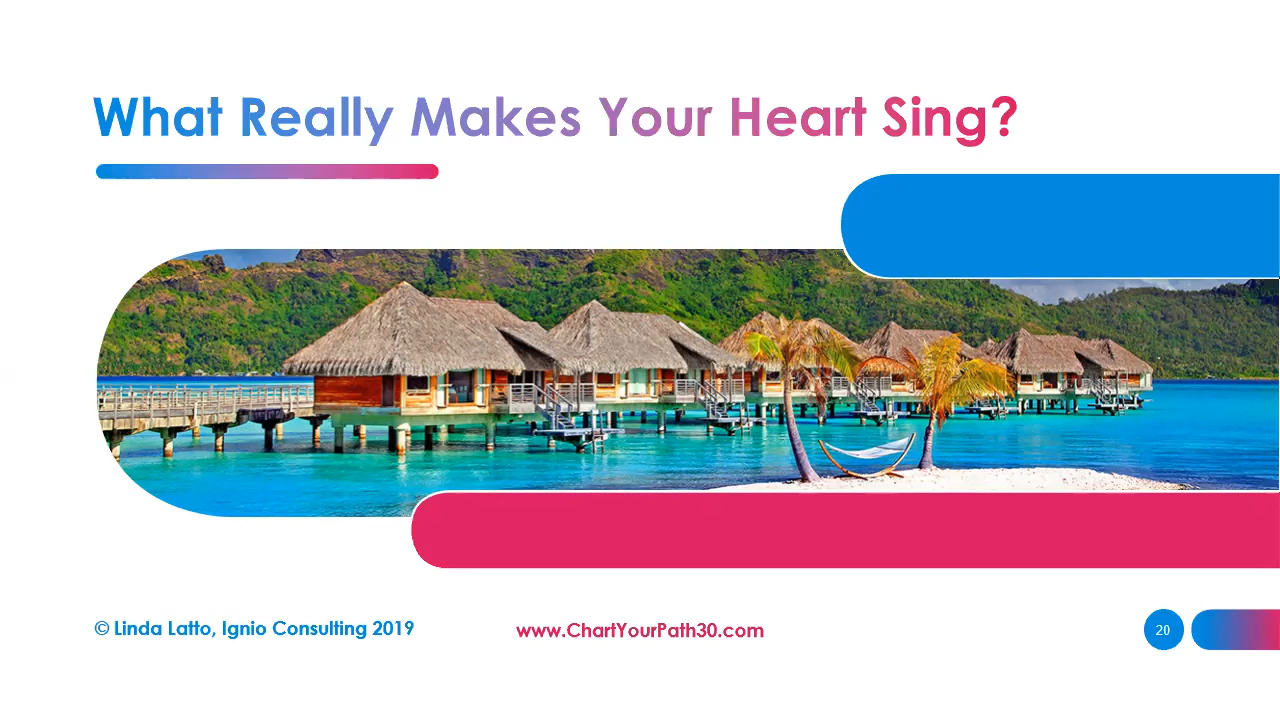 What Really Makes Your Heart Sing?
© Linda Latto, Ignio Consulting 2019
www.ChartYourPath30.com
20